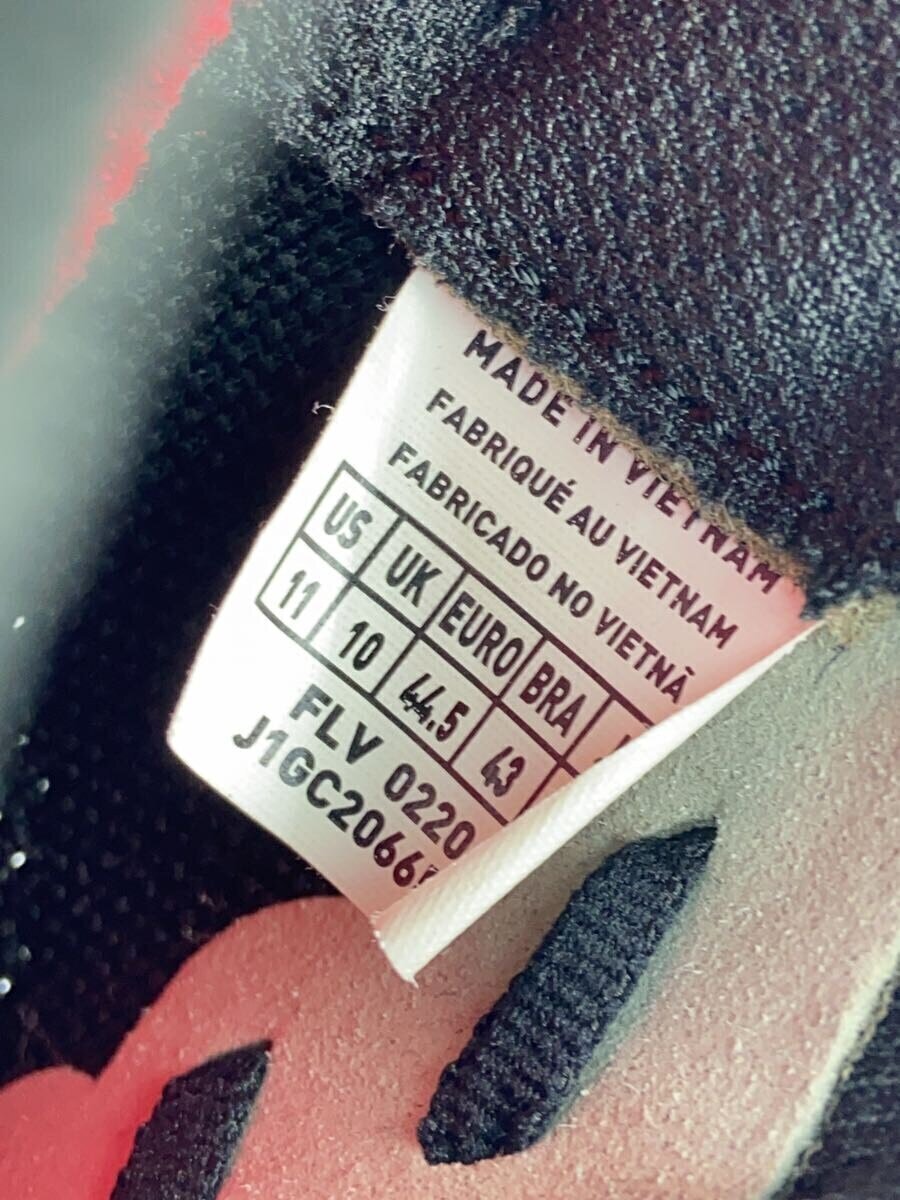 MADE IN VIETNAM
FABRIQUÉ AU VIETNAM
FABRICADO NO VIETNÃ
US UK EURO BRA
11 10 44.5 43
FLV 0220
J1GC2066